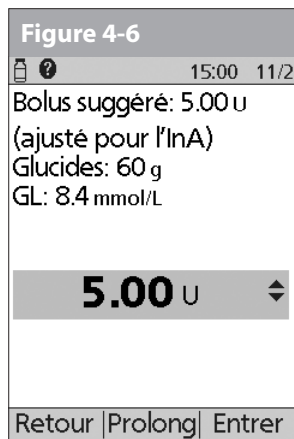 Figure 4-6
15:00 11/2
Bolus suggéré: 5.00 U
(ajusté pour l'InA)
Glucides: 60 g
GL: 8.4 mmol/L
5.00 U
Retour Prolong Entrer